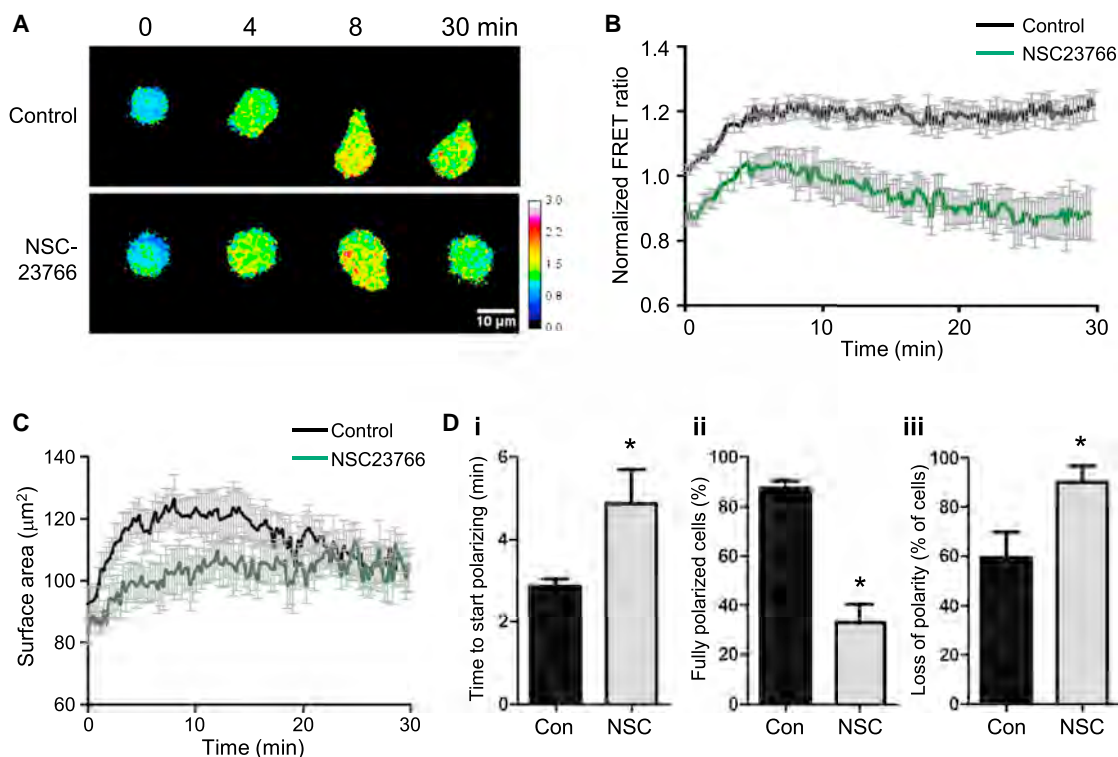 A
0 4 8 30 min
Control
NSC-
23766
3.0
2.3
1.5
0.8
0.0
10 µm
B
Control
NSC23766
Normalized FRET ratio
1.4
1.2
1.0
0.8
0.6
0 10 20 30
Time (min)
C
Control
NSC23766
Surface area (µm²)
140
120
100
80
60
0 10 20 30
Time (min)
D i
*
Time to start polarizing (min)
6
4
2
0
Con NSC
ii
*
Fully polarized cells (%)
100
80
60
40
20
0
Con NSC
iii
*
Loss of polarity (% of cells)
100
80
60
40
20
0
Con NSC